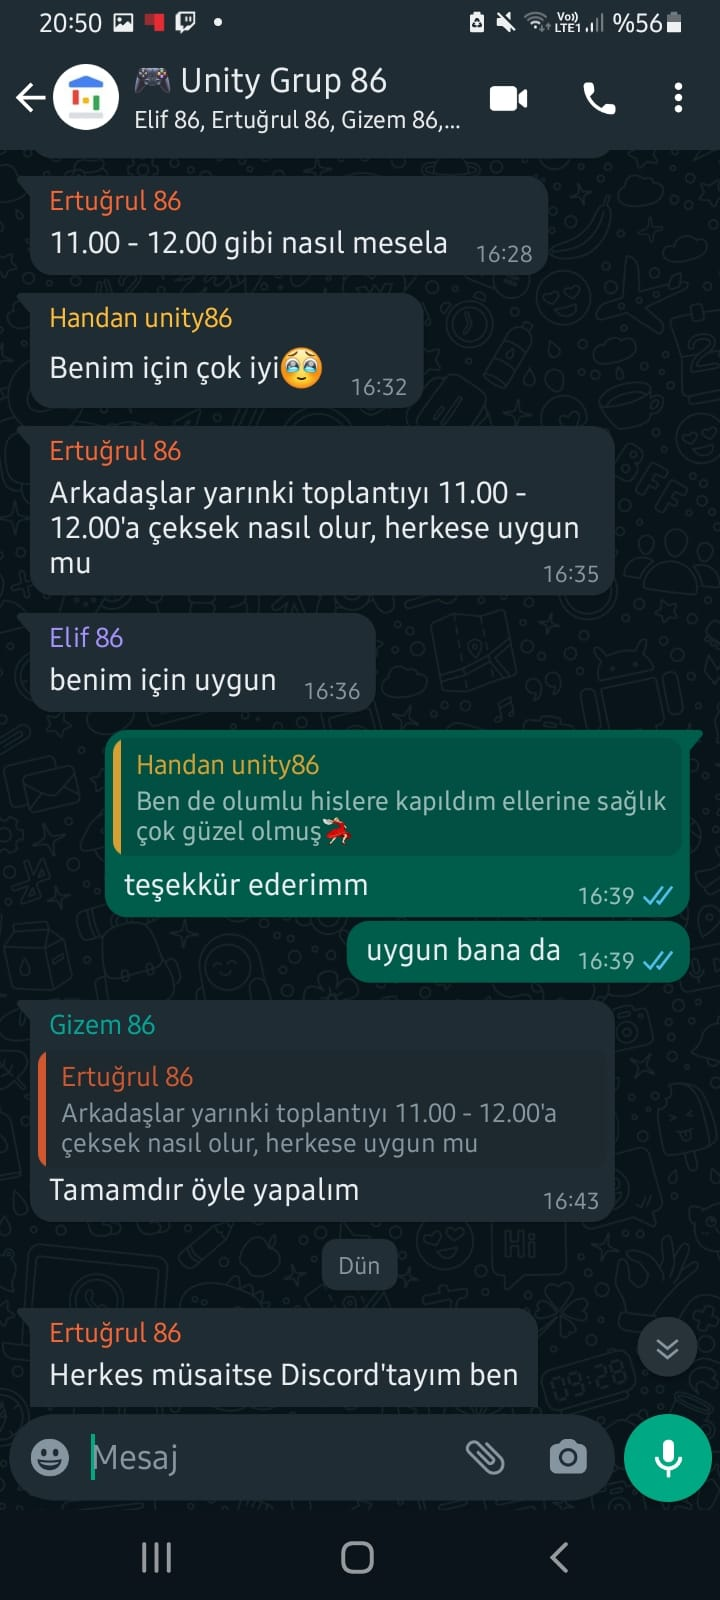 20:50
Vo))
LTE1
%56
🎮 Unity Grup 86
Elif 86, Ertuğrul 86, Gizem 86,...
Ertuğrul 86
11.00 - 12.00 gibi nasıl mesela
16:28
Handan unity86
Benim için çok iyi🥹
16:32
Ertuğrul 86
Arkadaşlar yarınki toplantıyı 11.00 -
12.00'a çeksek nasıl olur, herkese uygun
mu
16:35
Elif 86
benim için uygun
16:36
Handan unity86
Ben de olumlu hislere kapıldım ellerine sağlık
çok güzel olmuş💃
teşekkür ederimm
16:39
uygun bana da
16:39
Gizem 86
Ertuğrul 86
Arkadaşlar yarınki toplantıyı 11.00 - 12.00'a
çeksek nasıl olur, herkese uygun mu
Tamamdır öyle yapalım
16:43
Dün
Ertuğrul 86
Herkes müsaitse Discord'tayım ben
Mesaj